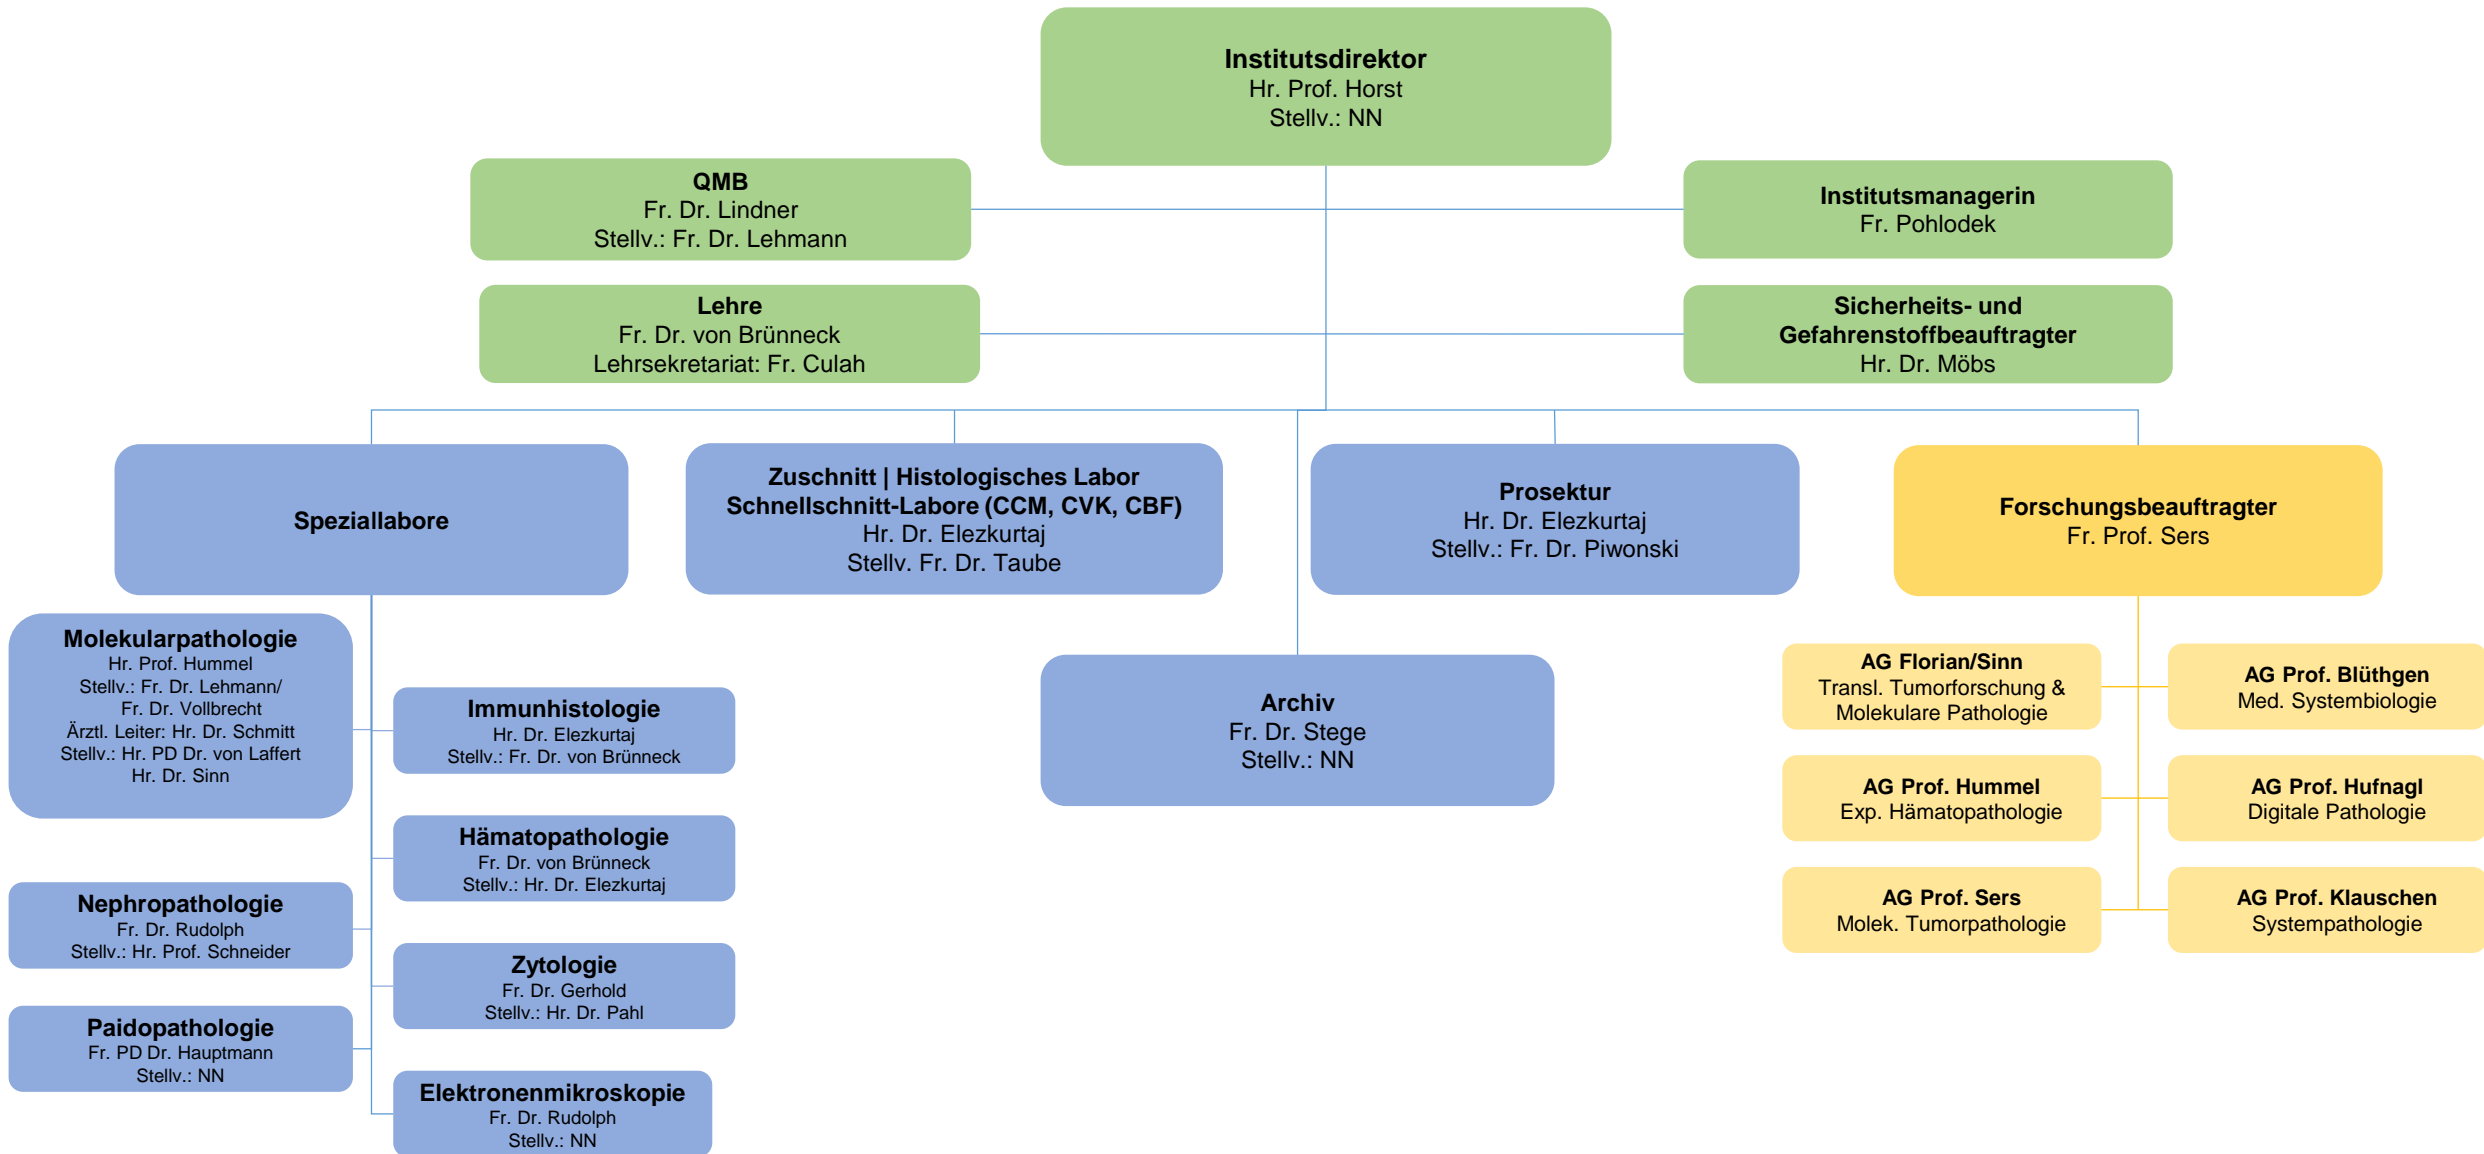 Institutsdirektor
Hr. Prof. Horst
Stellv.: NN
QMB
Fr. Dr. Lindner
Stellv.: Fr. Dr. Lehmann
Institutsmanagerin
Fr. Pohlodek
Lehre
Fr. Dr. von Brünneck
Lehrsekretariat: Fr. Culah
Sicherheits- und
Gefahrenstoffbeauftragter
Hr. Dr. Möbs
Speziallabore
Zuschnitt | Histologisches Labor
Schnellschnitt-Labore (CCM, CVK, CBF)
Hr. Dr. Elezkurtaj
Stellv. Fr. Dr. Taube
Prosektur
Hr. Dr. Elezkurtaj
Stellv.: Fr. Dr. Piwonski
Forschungsbeauftragter
Fr. Prof. Sers
Molekularpathologie
Hr. Prof. Hummel
Stellv.: Fr. Dr. Lehmann/
Fr. Dr. Vollbrecht
Ärztl. Leiter: Hr. Dr. Schmitt
Stellv.: Hr. PD Dr. von Laffert
Hr. Dr. Sinn
Immunhistologie
Hr. Dr. Elezkurtaj
Stellv.: Fr. Dr. von Brünneck
Hämatopathologie
Fr. Dr. von Brünneck
Stellv.: Hr. Dr. Elezkurtaj
Nephropathologie
Fr. Dr. Rudolph
Stellv.: Hr. Prof. Schneider
Zytologie
Fr. Dr. Gerhold
Stellv.: Hr. Dr. Pahl
Paidopathologie
Fr. PD Dr. Hauptmann
Stellv.: NN
Elektronenmikroskopie
Fr. Dr. Rudolph
Stellv.: NN
Archiv
Fr. Dr. Stege
Stellv.: NN
AG Florian/Sinn
Transl. Tumorforschung &
Molekulare Pathologie
AG Prof. Blüthgen
Med. Systembiologie
AG Prof. Hummel
Exp. Hämatopathologie
AG Prof. Hufnagl
Digitale Pathologie
AG Prof. Sers
Molek. Tumorpathologie
AG Prof. Klauschen
Systempathologie